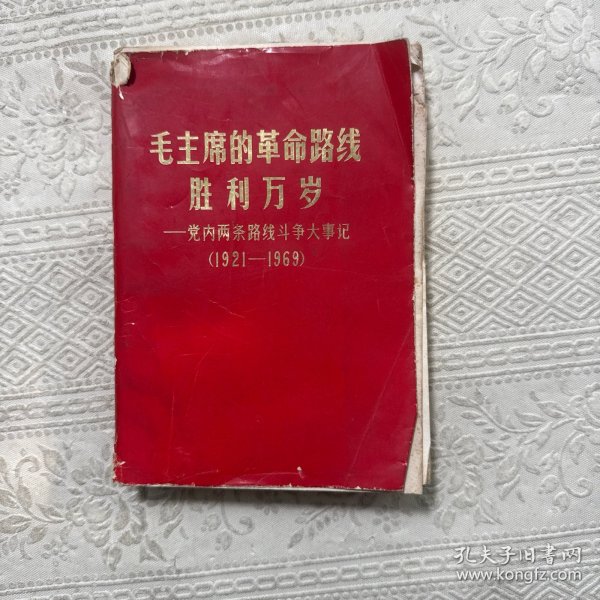 毛主席的革命路线
胜利万岁
——党内两条路线斗争大事记
(1921—1969)
孔夫子旧书网
www.kongfz.com